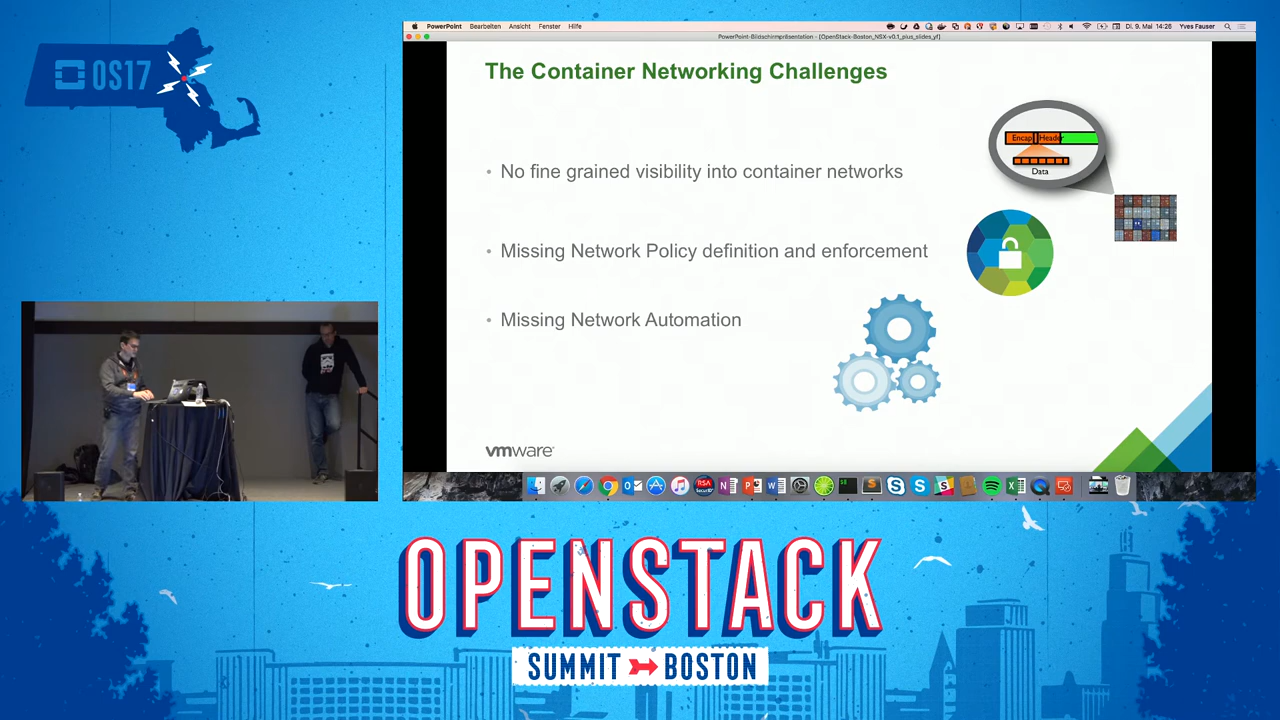 OS17
PowerPoint Bearbeiten Ansicht Fenster Hilfe
Di. 9. Mai 14:26 Yves Fauser
PowerPoint-Bildschirmpräsentation - [OpenStack-Boston_NSX-v0.1_plus_slides_yf]
The Container Networking Challenges
Encap Header
Data
• No fine grained visibility into container networks
• Missing Network Policy definition and enforcement
• Missing Network Automation
vmware
RSA
SecurID
OPENSTACK
SUMMIT BOSTON